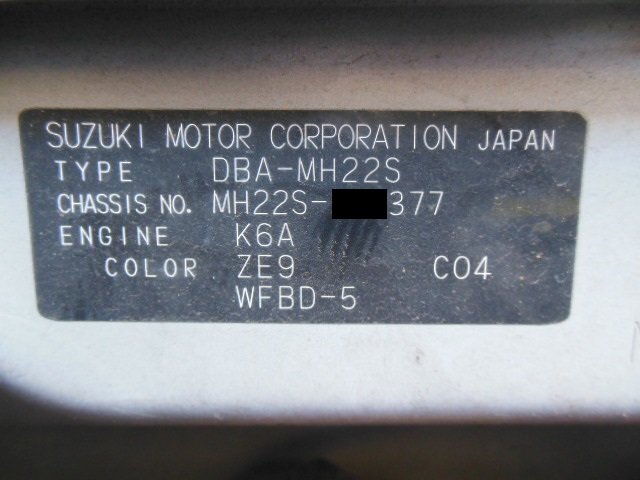 SUZUKI MOTOR CORPORATION JAPAN
TYPE DBA-MH22S
CHASSIS NO. MH22S- 377
ENGINE K6A
COLOR ZE9 C04
WFBD-5